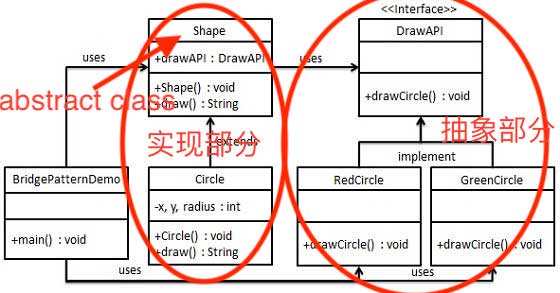 <<Interface>>
Shape
DrawAPI
+drawAPI : DrawAPI
uses
uses
abstract class
+Shape() : void
+draw() : String
+drawCircle() : void
实现部分
extends
抽象部分
implement
BridgePatternDemo
Circle
RedCircle
GreenCircle
-x, y, radius : int
+main() : void
+Circle() : void
+draw() : String
+drawCircle() : void
+drawCircle() : void
uses
uses